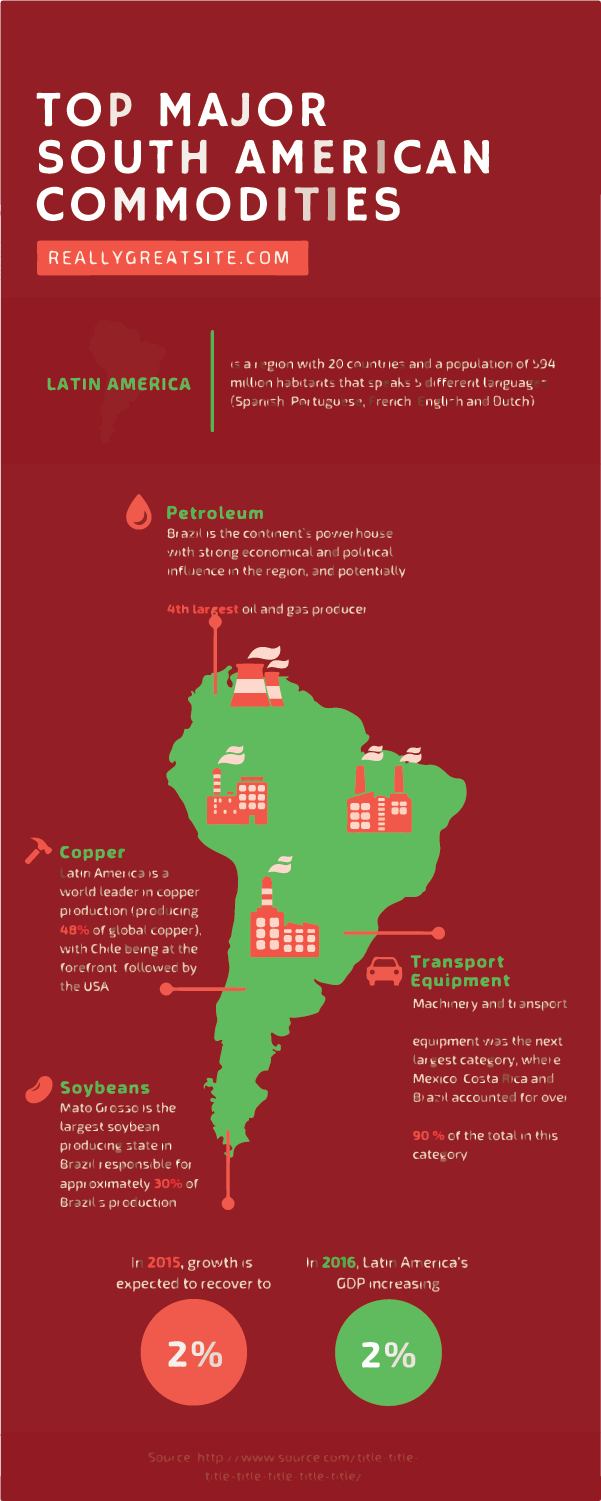 TOP MAJOR
SOUTH AMERICAN
COMMODITIES
REALLYGREATSITE.COM
LATIN AMERICA
is a region with 20 countries and a population of 594
million habitants that speaks 5 different languages
(Spanish, Portuguese, French, English and Dutch)
Petroleum
Brazil is the continent's powerhouse
with strong economical and political
influence in the region, and potentially
4th largest oil and gas producer
Copper
Latin America is a
world leader in copper
production (producing
48% of global copper),
with Chile being at the
forefront followed by
the USA
Transport
Equipment
Machinery and transport
equipment was the next
largest category, where
Mexico Costa Rica and
Brazil accounted for over
90 % of the total in this
category
Soybeans
Mato Grosso is the
largest soybean
producing state in
Brazil responsible for
approximately 30% of
Brazil's production
In 2015, growth is
expected to recover to
2%
In 2016, Latin America's
GDP increasing
2%
Source: http://www.source.com/title-title-
title-title-title-title-title/